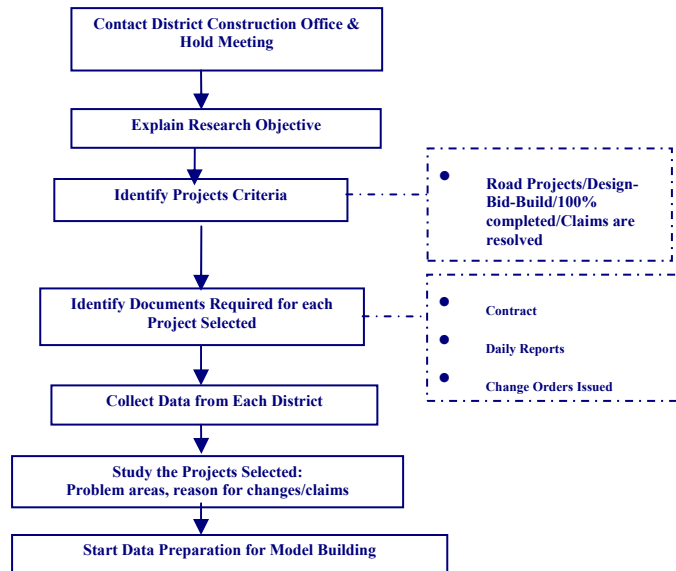 Contact District Construction Office &
Hold Meeting
Explain Research Objective
Identify Projects Criteria
● Road Projects/Design-
Bid-Build/100%
completed/Claims are
resolved
Identify Documents Required for each
Project Selected
● Contract
● Daily Reports
● Change Orders Issued
Collect Data from Each District
Study the Projects Selected:
Problem areas, reason for changes/claims
Start Data Preparation for Model Building